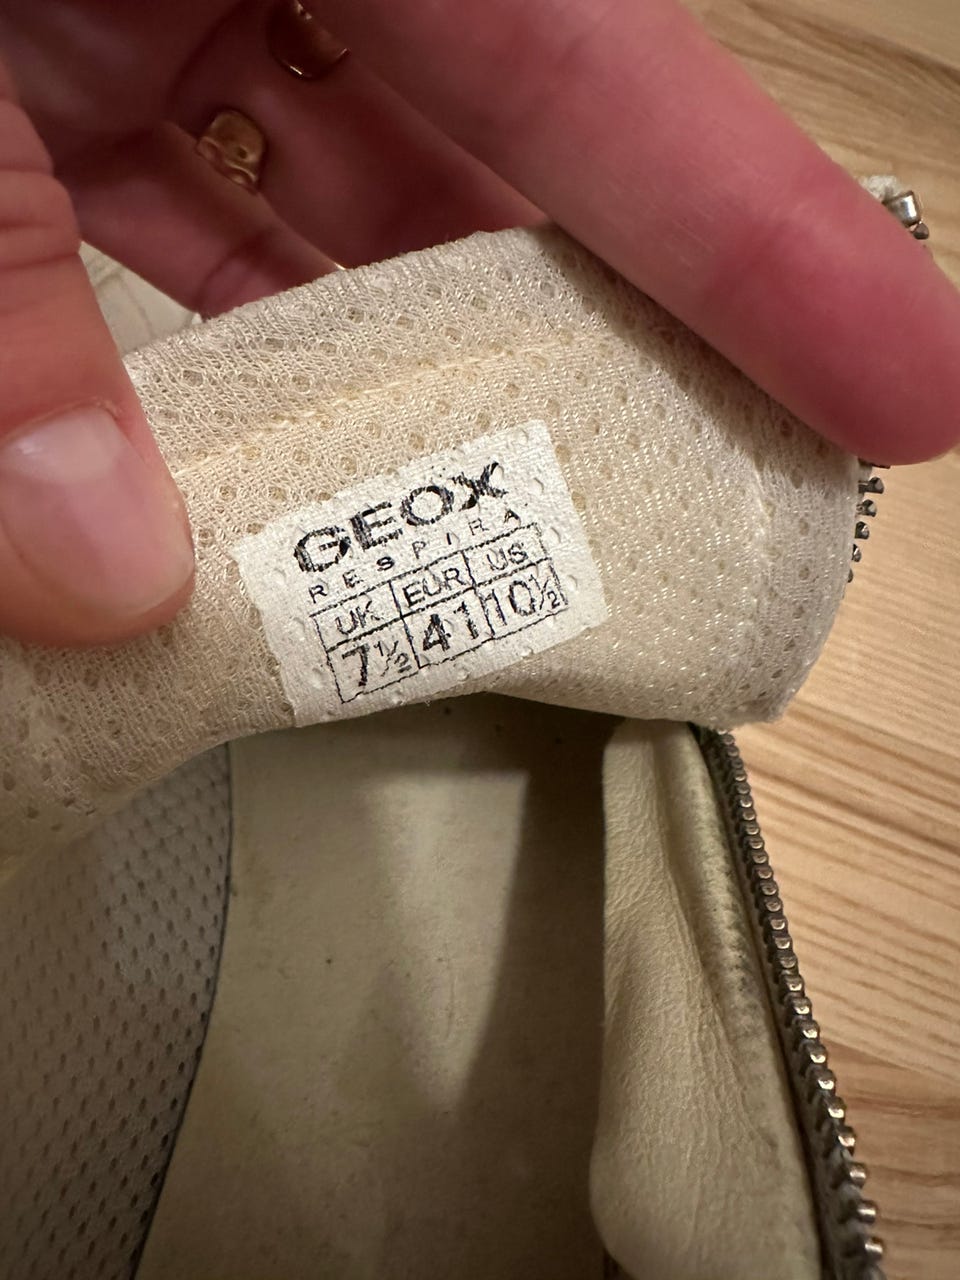 GEOX
RESPIRA
UK EUR US
7½ 41 10½